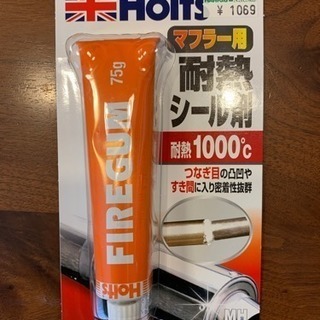 Holts
¥ 1069
マフラー用
耐熱
シール剤
耐熱1000℃
つなぎ目の凸凹や
すき間に入り密着性抜群
75g
FIREGUM
Holts
MH